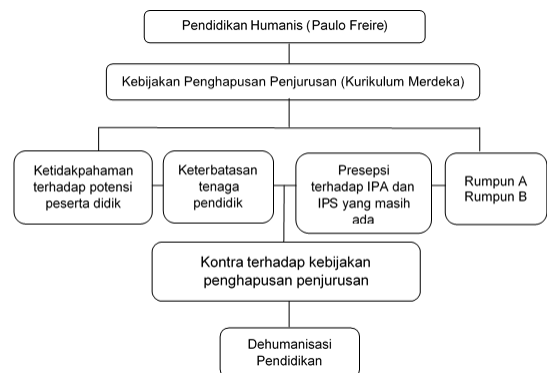 Pendidikan Humanis (Paulo Freire)
Kebijakan Penghapusan Penjurusan (Kurikulum Merdeka)
Ketidakpahaman
terhadap potensi
peserta didik
Keterbatasan
tenaga
pendidik
Presepsi
terhadap IPA dan
IPS yang masih
ada
Rumpun A
Rumpun B
Kontra terhadap kebijakan
penghapusan penjurusan
Dehumanisasi
Pendidikan